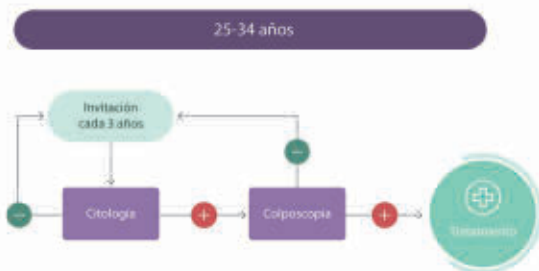 25-34 años
Invitación
cada 3 años
Citología
Colposcopia
Tratamiento